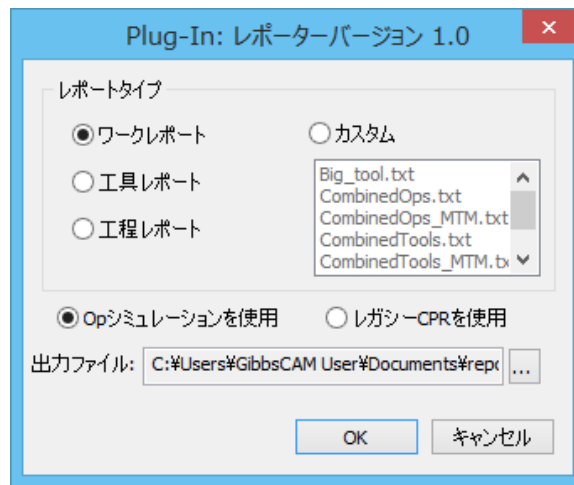 Plug-In: レポーターバージョン 1.0
レポートタイプ
ワークレポート
カスタム
工具レポート
工程レポート
Big_tool.txt
CombinedOps.txt
CombinedOps_MTM.txt
CombinedTools.txt
CombinedTools_MTM.tx
Opシミュレーションを使用
レガシーCPRを使用
出力ファイル: C:¥Users¥GibbsCAM User¥Documents¥repo ...
OK
キャンセル